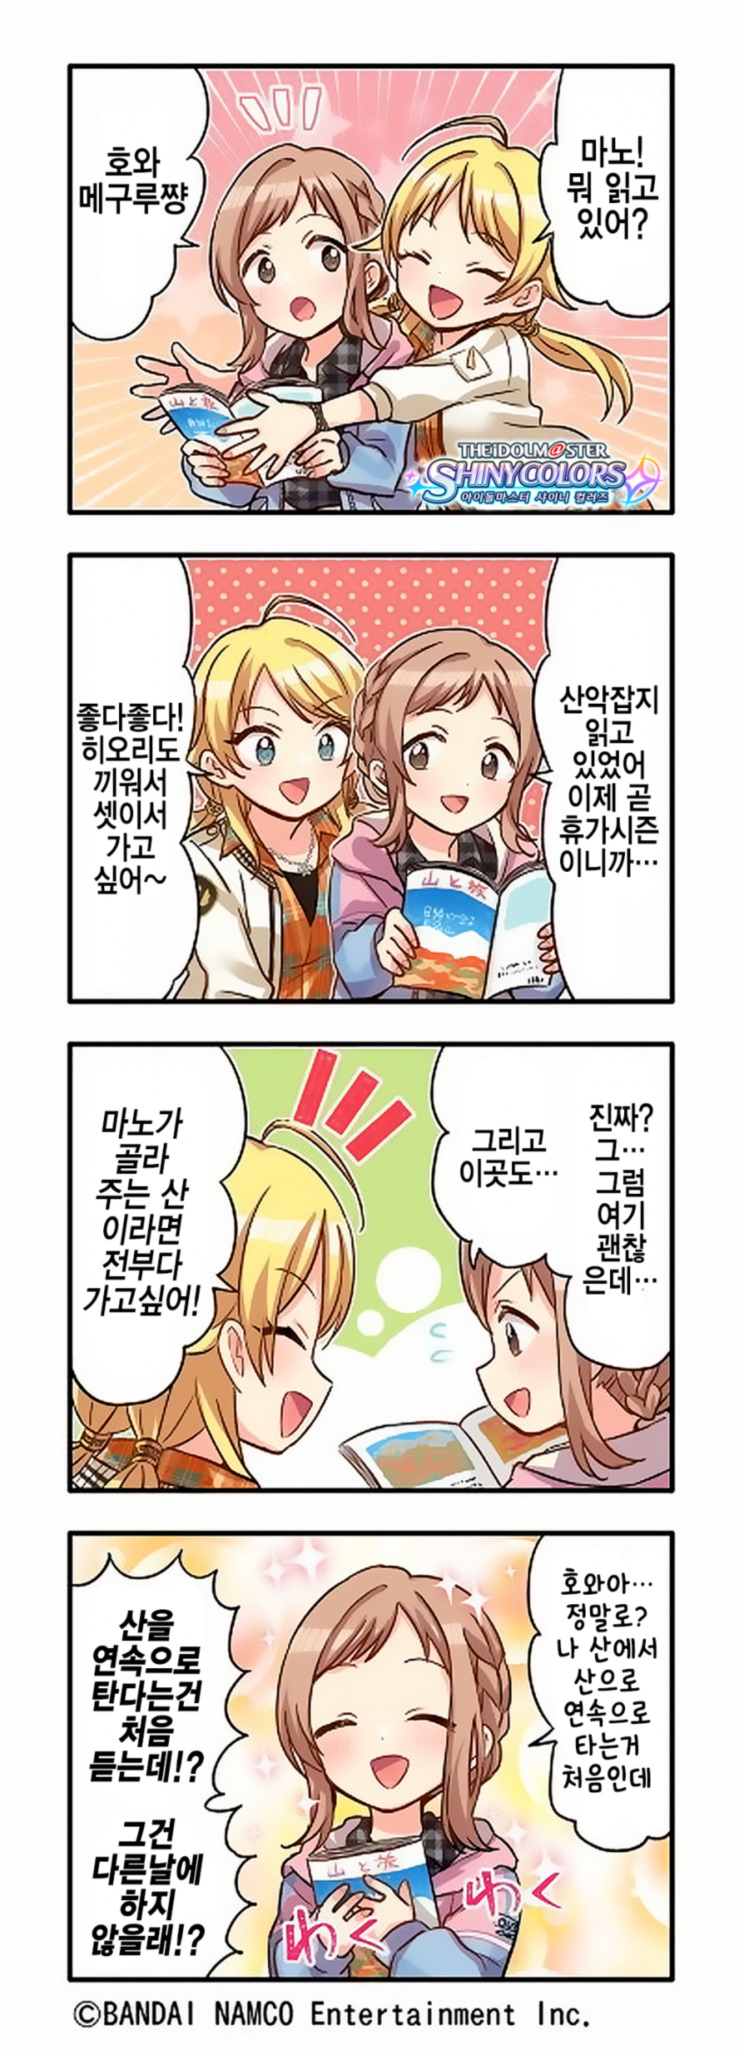 마노!
뭐 읽고
있어?
호와
메구루쨩
THE iDOLM@STER
SHINYCOLORS
아이돌마스터 샤이니 컬러즈
산악잡지
읽고
있었어
이제 곧
휴가시즌
이니까…
좋다좋다!
히오리도
끼워서
셋이서
가고
싶어~
山と旅
진짜?
그…
그럼
여기
괜찮
은데…
그리고
이곳도…
마노가
골라
주는 산
이라면
전부다
가고싶어!
호와아…
정말로?
나 산에서
산으로
연속으로
타는거
처음인데
산을
연속으로
탄다는건
처음
듣는데!?
그건
다른날에
하지
않을래!?
山と旅
わく
わく
©BANDAI NAMCO Entertainment Inc.